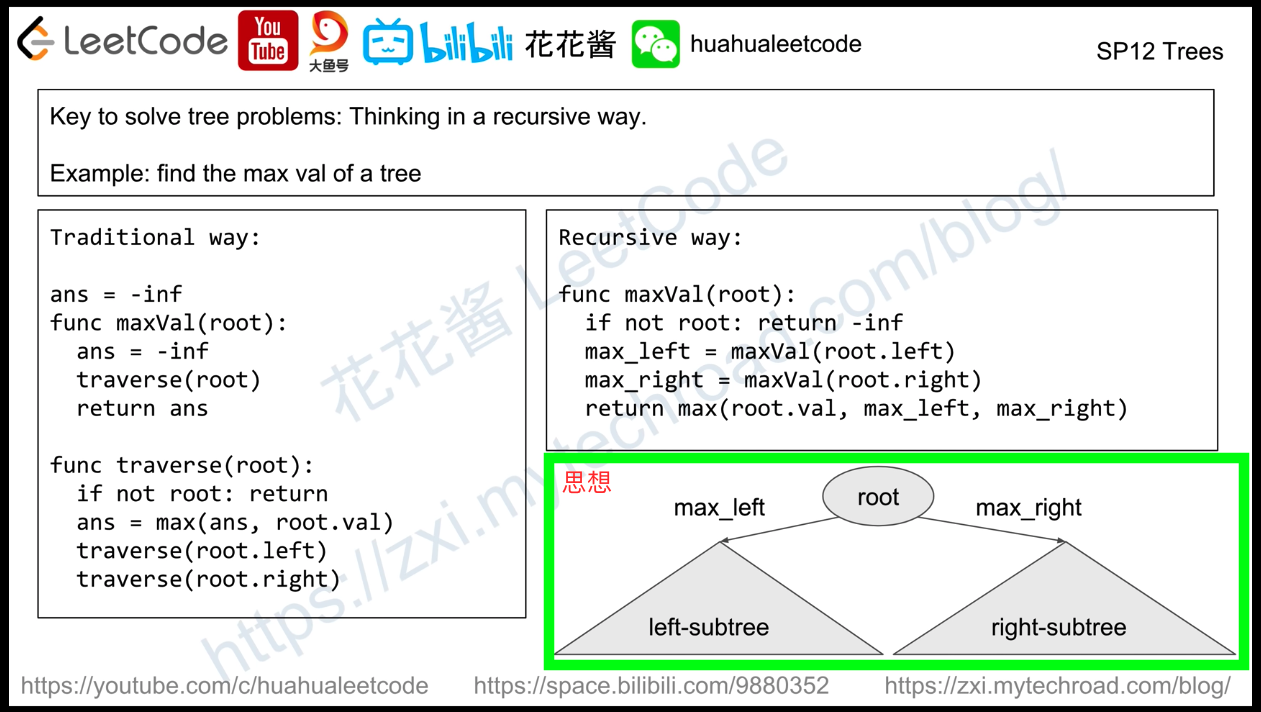 LeetCode
You
Tube
大鱼号
bilibili
花花酱
huahualeetcode
SP12 Trees
Key to solve tree problems: Thinking in a recursive way.
Example: find the max val of a tree
Traditional way:
ans = -inf
func maxVal(root):
ans = -inf
traverse(root)
return ans
func traverse(root):
if not root: return
ans = max(ans, root.val)
traverse(root.left)
traverse(root.right)
Recursive way:
func maxVal(root):
if not root: return -inf
max_left = maxVal(root.left)
max_right = maxVal(root.right)
return max(root.val, max_left, max_right)
思想
max_left
root
max_right
left-subtree
right-subtree
花花酱 LeetCode
https://zxi.mytechroad.com/blog/
https://youtube.com/c/huahualeetcode
https://space.bilibili.com/9880352
https://zxi.mytechroad.com/blog/